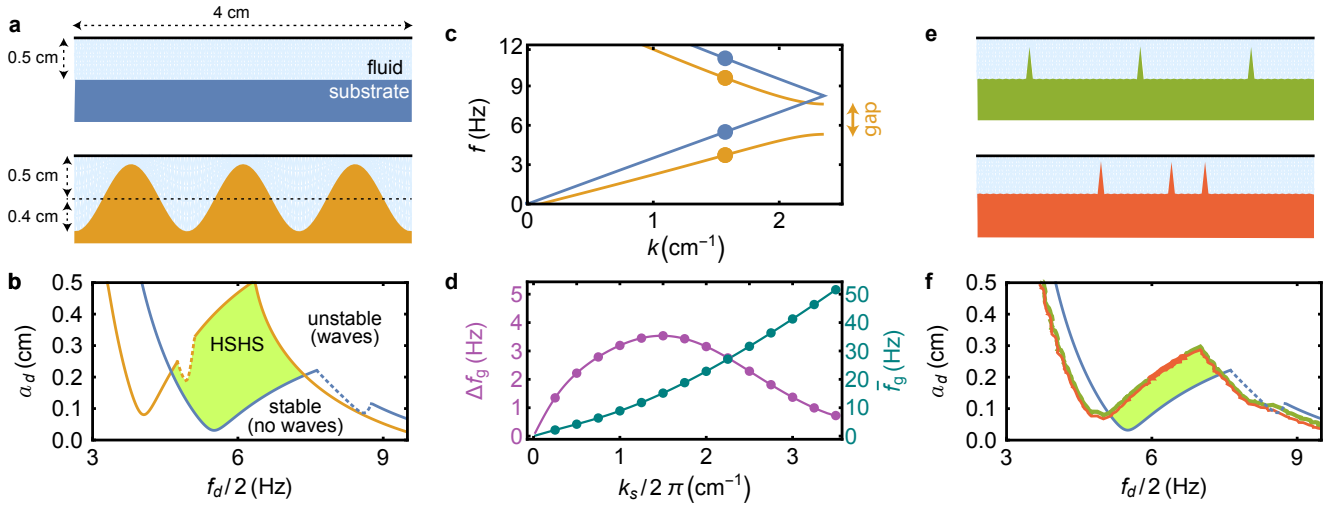 a
4 cm
0.5 cm
fluid
substrate
0.5 cm
0.4 cm
b
0.5
0.4
0.3
0.2
0.1
0.0
a_d (cm)
HSHS
unstable
(waves)
stable
(no waves)
3
6
9
f_d/2 (Hz)
c
12
9
6
3
0
f (Hz)
gap
0
1
2
k (cm⁻¹)
d
5
4
3
2
1
0
Δf_g (Hz)
50
40
30
20
10
0
f̄_g (Hz)
0
1
2
3
k_s/2 π (cm⁻¹)
e
f
0.5
0.4
0.3
0.2
0.1
0.0
a_d (cm)
3
6
9
f_d/2 (Hz)